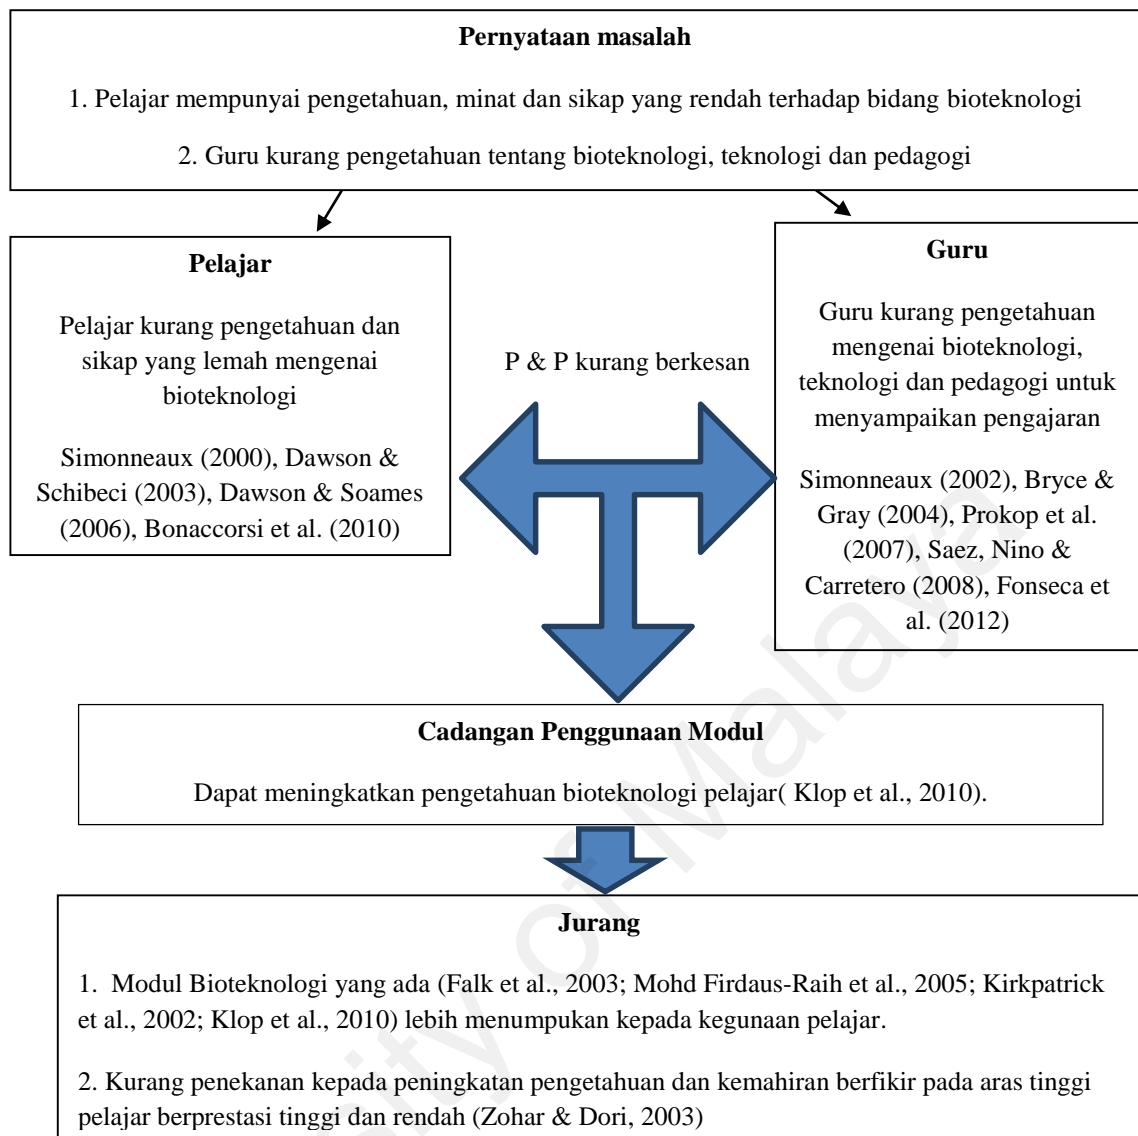 Pernyataan masalah
1. Pelajar mempunyai pengetahuan, minat dan sikap yang rendah terhadap bidang bioteknologi
2. Guru kurang pengetahuan tentang bioteknologi, teknologi dan pedagogi
Pelajar
Pelajar kurang pengetahuan dan
sikap yang lemah mengenai
bioteknologi
Simonneaux (2000), Dawson &
Schibeci (2003), Dawson & Soames
(2006), Bonaccorsi et al. (2010)
P & P kurang berkesan
Guru
Guru kurang pengetahuan
mengenai bioteknologi,
teknologi dan pedagogi untuk
menyampaikan pengajaran
Simonneaux (2002), Bryce &
Gray (2004), Prokop et al.
(2007), Saez, Nino &
Carretero (2008), Fonseca et
al. (2012)
Cadangan Penggunaan Modul
Dapat meningkatkan pengetahuan bioteknologi pelajar( Klop et al., 2010).
Jurang
1. Modul Bioteknologi yang ada (Falk et al., 2003; Mohd Firdaus-Raih et al., 2005; Kirkpatrick
et al., 2002; Klop et al., 2010) lebih menumpukan kepada kegunaan pelajar.
2. Kurang penekanan kepada peningkatan pengetahuan dan kemahiran berfikir pada aras tinggi
pelajar berprestasi tinggi dan rendah (Zohar & Dori, 2003)
sity of Malaya